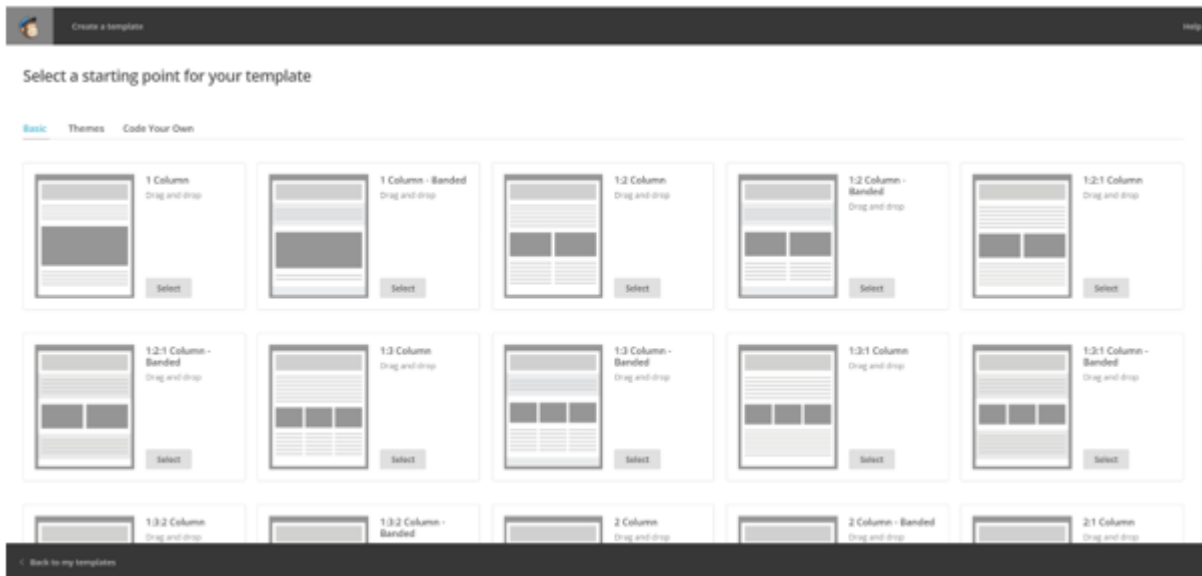 Create a template
Help
Select a starting point for your template
Basic Themes Code Your Own
1 Column
Drag and drop
Select
1 Column - Banded
Drag and drop
Select
1:2 Column
Drag and drop
Select
1:2 Column -
Banded
Drag and drop
Select
1:2:1 Column
Drag and drop
Select
1:2:1 Column -
Banded
Drag and drop
Select
1:3 Column
Drag and drop
Select
1:3 Column -
Banded
Drag and drop
Select
1:3:1 Column
Drag and drop
Select
1:3:1 Column -
Banded
Drag and drop
Select
1:3:2 Column
Drag and drop
1:3:2 Column -
Banded
2 Column
Drag and drop
2 Column - Banded
Drag and drop
2:1 Column
Drag and drop
Back to my templates